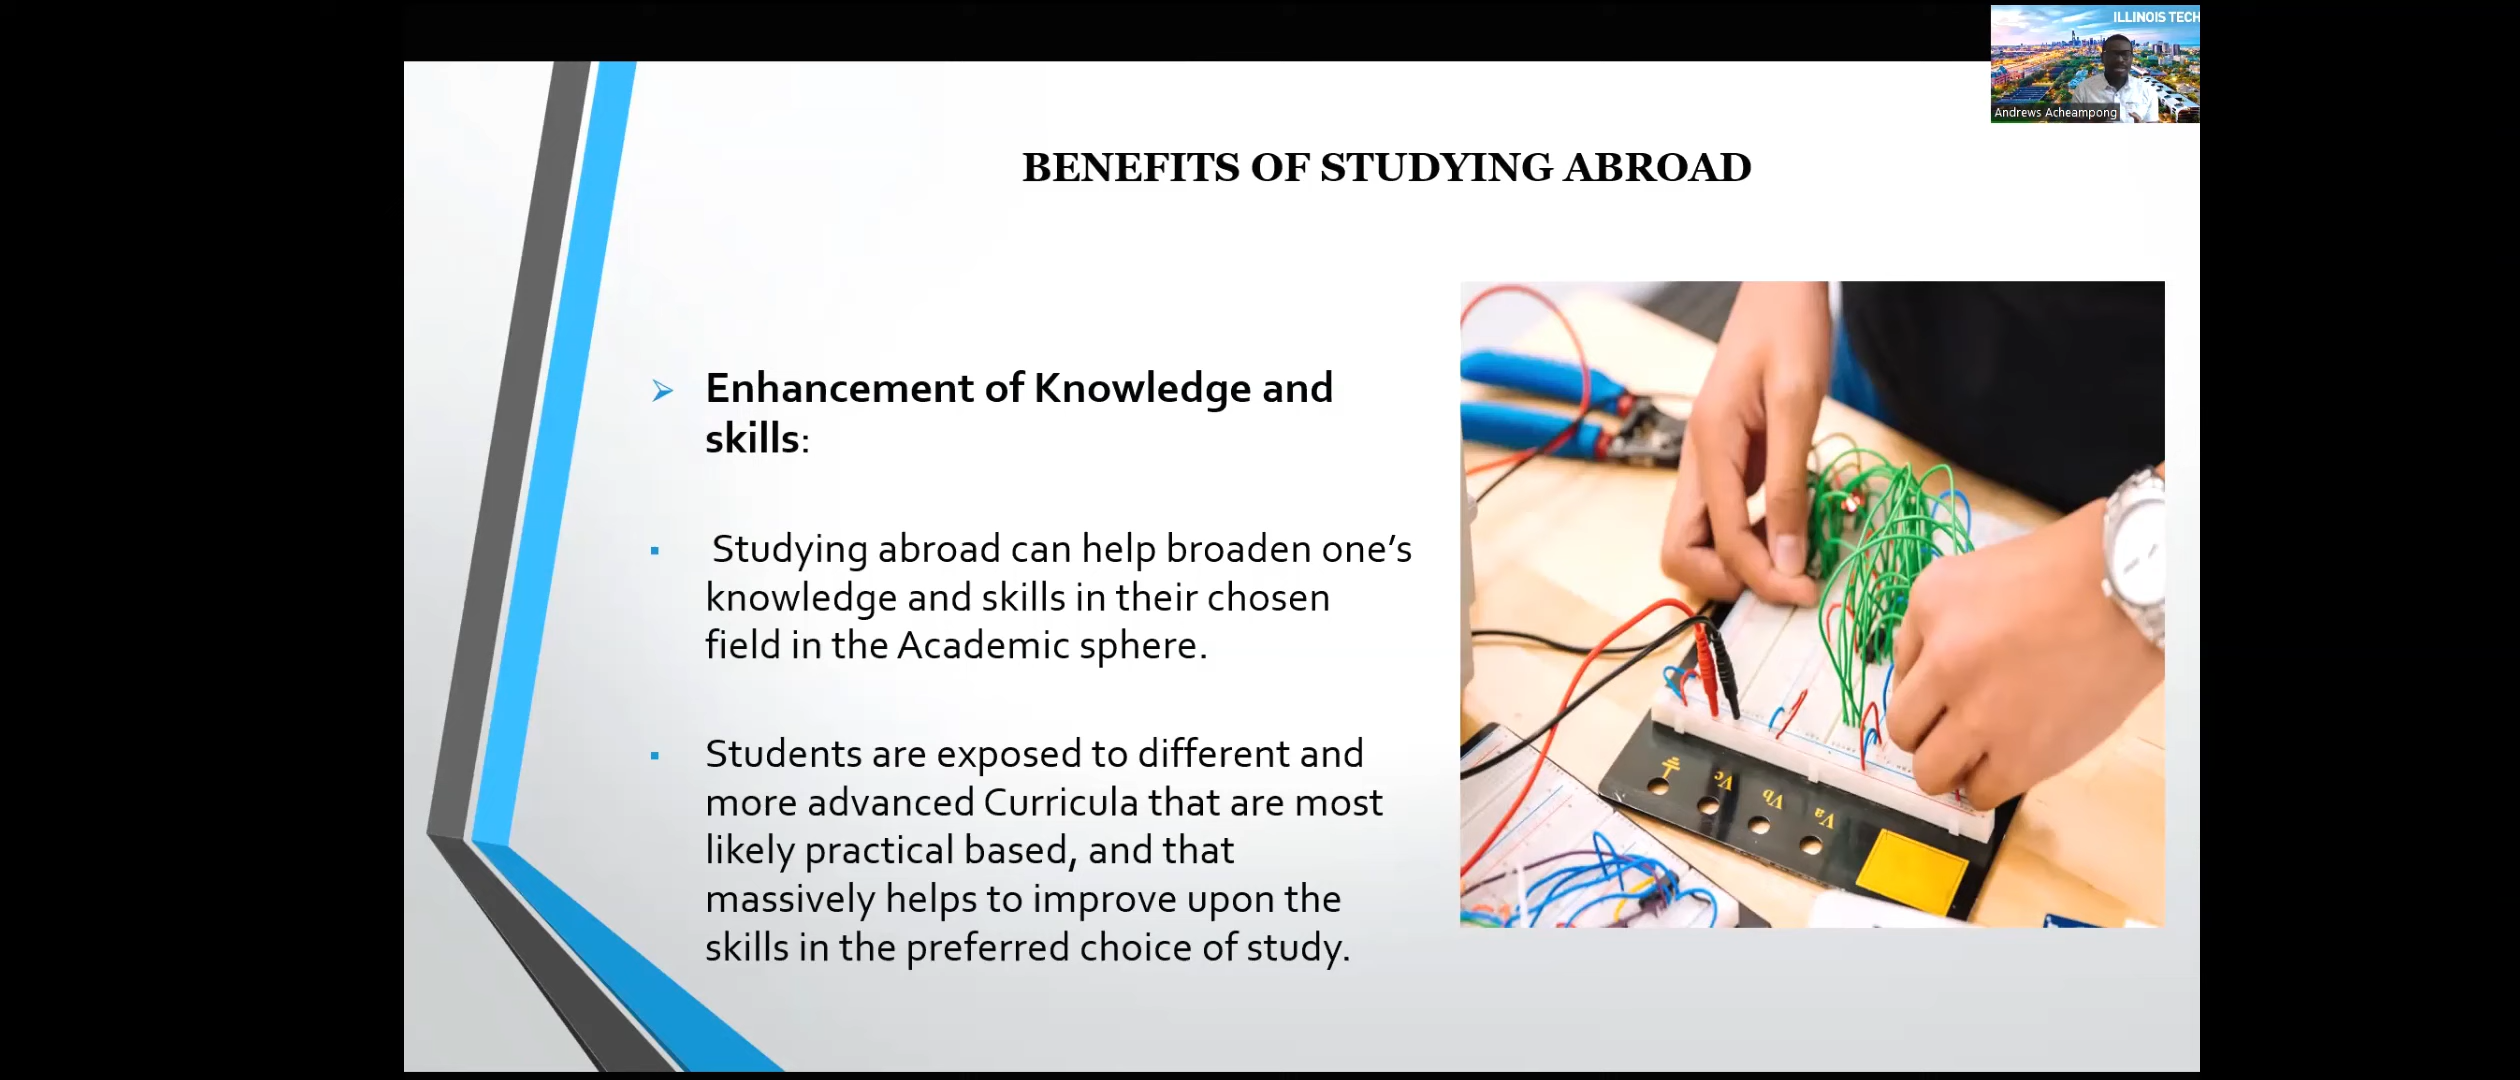 ILLINOIS TECH
Andrews Acheampong
BENEFITS OF STUDYING ABROAD
Enhancement of Knowledge and
skills:
Studying abroad can help broaden one’s
knowledge and skills in their chosen
field in the Academic sphere.
Students are exposed to different and
more advanced Curricula that are most
likely practical based, and that
massively helps to improve upon the
skills in the preferred choice of study.
Vc Vb Va